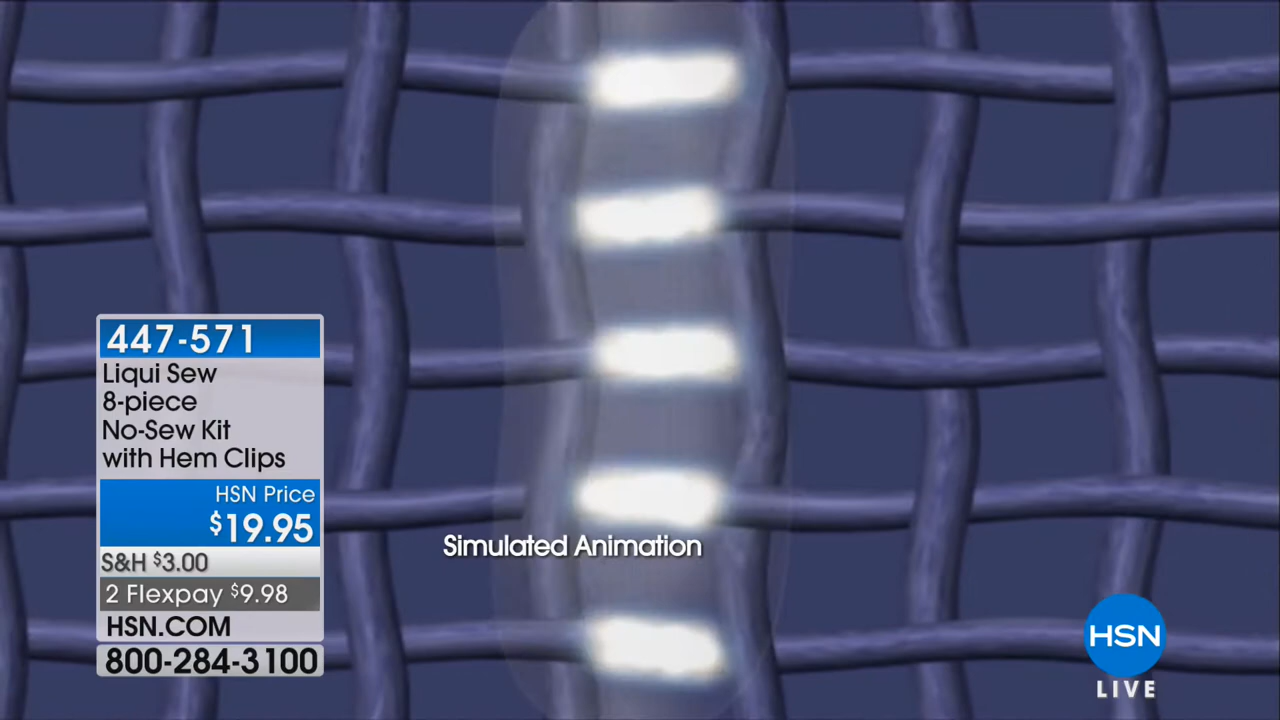 447-571
Liqui Sew
8-piece
No-Sew Kit
with Hem Clips
HSN Price
$19.95
S&H $3.00
2 Flexpay $9.98
HSN.COM
800-284-3100
Simulated Animation
HSN
LIVE